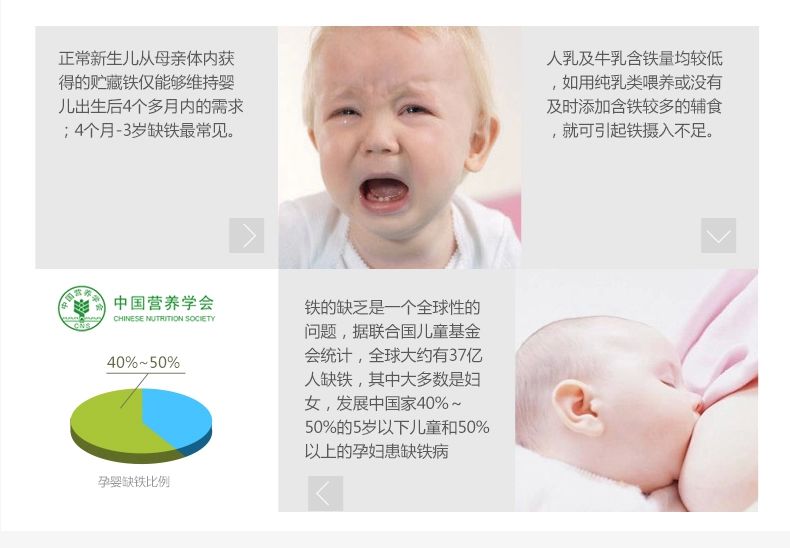 正常新生儿从母亲体内获
得的贮藏铁仅能够维持婴
儿出生后4个多月内的需求
；4个月-3岁缺铁最常见。
人乳及牛乳含铁量均较低
，如用纯乳类喂养或没有
及时添加含铁较多的辅食
，就可引起铁摄入不足。
中国营养学会
CNS
中国营养学会
CHINESE NUTRITION SOCIETY
40%~50%
孕婴缺铁比例
铁的缺乏是一个全球性的
问题，据联合国儿童基金
会统计，全球大约有37亿
人缺铁，其中大多数是妇
女，发展中国家40%～
50%的5岁以下儿童和50%
以上的孕妇患缺铁病